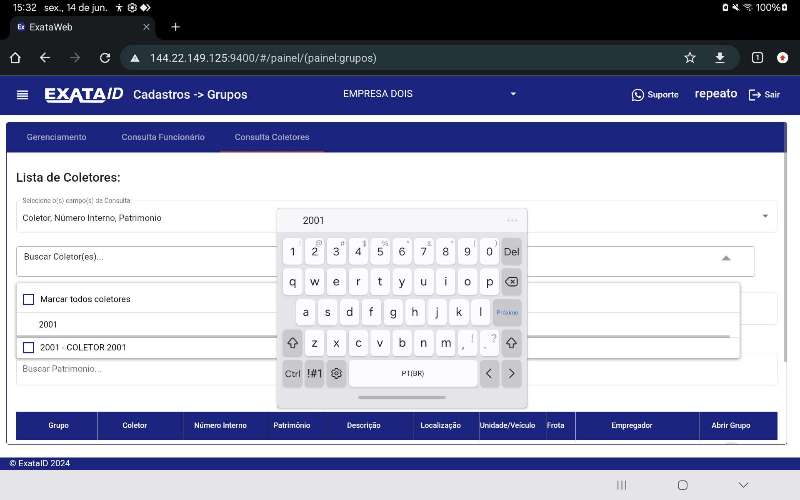 15:32 sex., 14 de jun.
100%
ExataWeb
144.22.149.125:9400/#/painel/(painel:grupos)
1
EXATAID
Cadastros -> Grupos
EMPRESA DOIS
Suporte
repeato
Sair
Gerenciamento
Consulta Funcionário
Consulta Coletores
Lista de Coletores:
Selecione o(s) campo(s) da Consulta
Coletor, Número Interno, Patrimonio
Buscar Coletor(es)...
Marcar todos coletores
2001
2001 - COLETOR 2001
Buscar Patrimonio...
2001
1 2 3 4 5 6 7 8 9 0 Del
q w e r t y u i o p
a s d f g h j k l Próximo
z x c v b n m , ! . ?
Ctrl !#1 PT(BR) < >
Grupo Coletor Número Interno Patrimônio Descrição Localização Unidade/Veículo Frota Empregador Abrir Grupo
© ExataID 2024